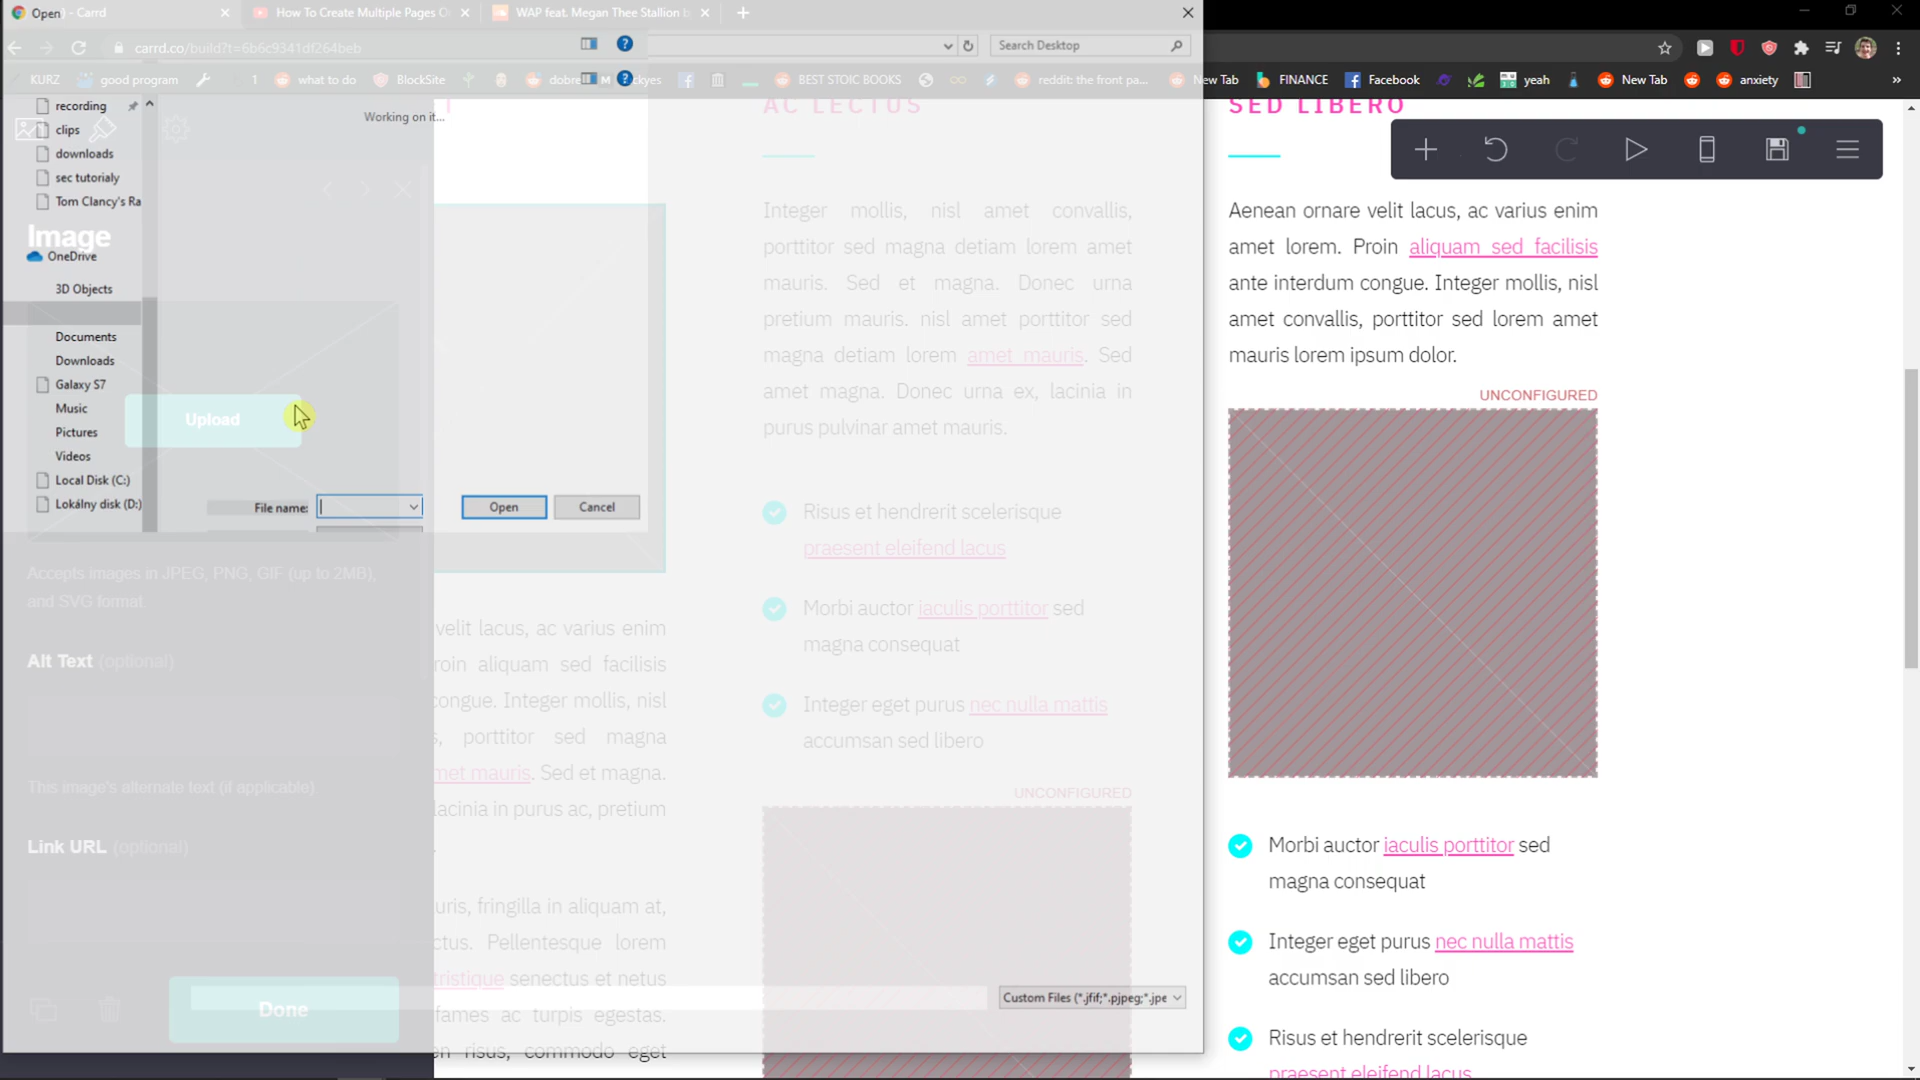 Open) - Carrd
How To Create Multiple Pages O
WAP feat. Megan Thee Stallion b
carrd.co/build?t=6b6c9341df264beb
Search Desktop
KURZ
good program
1
what to do
BlockSite
BEST STOIC BOOKS
reddit: the front pa...
New Tab
FINANCE
Facebook
yeah
New Tab
anxiety
recording
clips
downloads
sec tutorialy
Tom Clancy's Ra
OneDrive
3D Objects
Documents
Downloads
Galaxy S7
Music
Pictures
Videos
Local Disk (C:)
Lokálny disk (D:)
Working on it...
File name:
Open
Cancel
Custom Files (*.jfif;*.pjpeg;*.jpe
Image
Upload
Accepts images in JPEG, PNG, GIF (up to 2MB),
and SVG format.
Alt Text (optional)
This image's alternate text (if applicable).
Link URL (optional)
Done
velit lacus, ac varius enim
roin aliquam sed facilisis
congue. Integer mollis, nisl
s, porttitor sed magna
met mauris. Sed et magna.
lacinia in purus ac, pretium
uris, fringilla in aliquam at,
ctus. Pellentesque lorem
tristique senectus et netus
fames ac turpis egestas.
en risus, commodo eget
AC LECTUS
Integer mollis, nisl amet convallis,
porttitor sed magna detiam lorem amet
mauris. Sed et magna. Donec urna
pretium mauris. nisl amet porttitor sed
magna detiam lorem amet mauris. Sed
amet magna. Donec urna ex, lacinia in
purus pulvinar amet mauris.
Risus et hendrerit scelerisque
praesent eleifend lacus
Morbi auctor iaculis porttitor sed
magna consequat
Integer eget purus nec nulla mattis
accumsan sed libero
UNCONFIGURED
SED LIBERO
Aenean ornare velit lacus, ac varius enim
amet lorem. Proin aliquam sed facilisis
ante interdum congue. Integer mollis, nisl
amet convallis, porttitor sed lorem amet
mauris lorem ipsum dolor.
UNCONFIGURED
Morbi auctor iaculis porttitor sed
magna consequat
Integer eget purus nec nulla mattis
accumsan sed libero
Risus et hendrerit scelerisque
praesent eleifend lacus